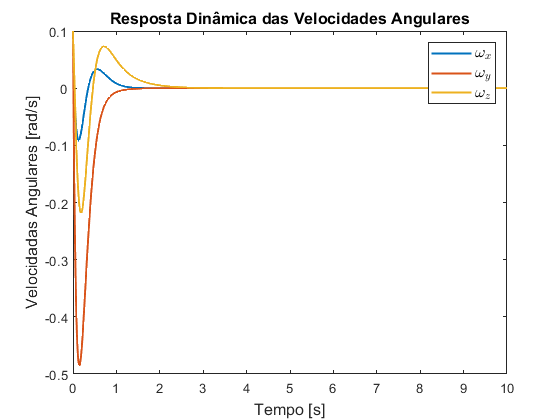 Resposta Dinâmica das Velocidades Angulares
Velocidadas Angulares [rad/s]
0.1
0
-0.1
-0.2
-0.3
-0.4
-0.5
ωx
ωy
ωz
0 1 2 3 4 5 6 7 8 9 10
Tempo [s]